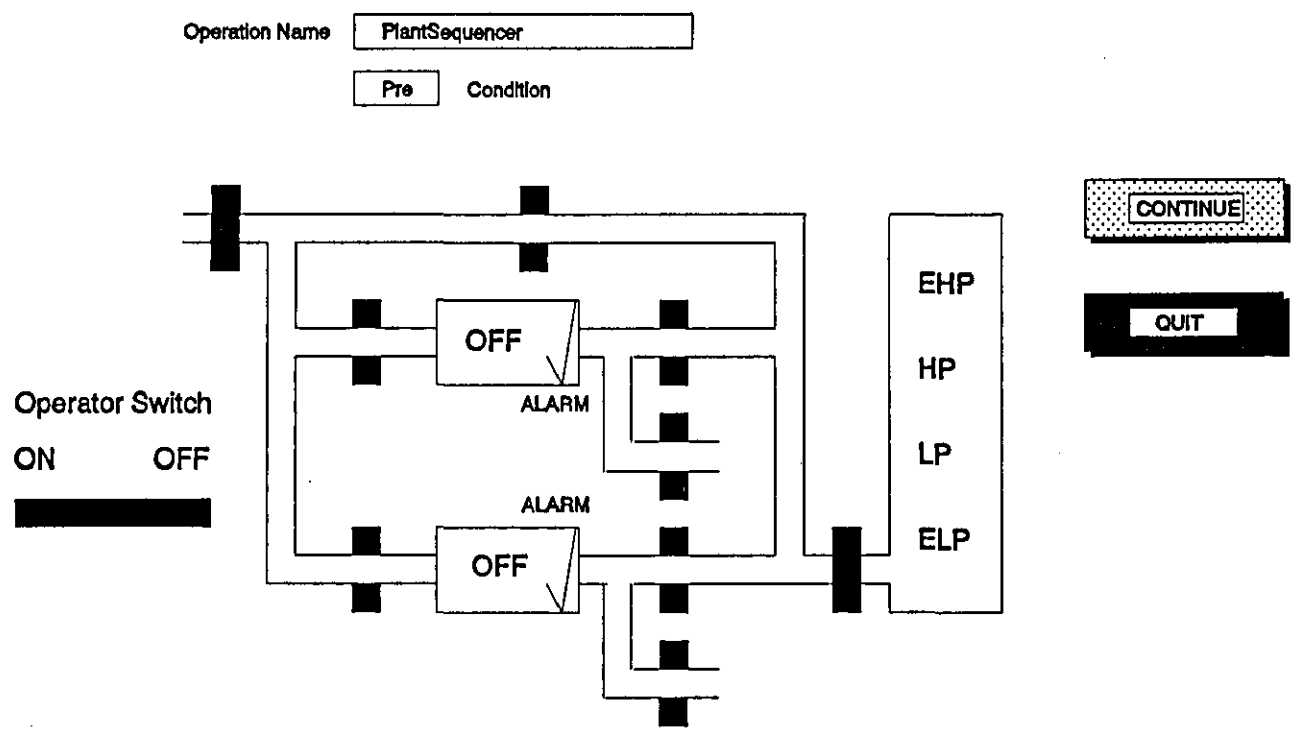 Operation Name PlantSequencer
Pre Condition
CONTINUE
EHP
QUIT
OFF
HP
Operator Switch
ALARM
ON OFF
LP
ALARM
ELP
OFF